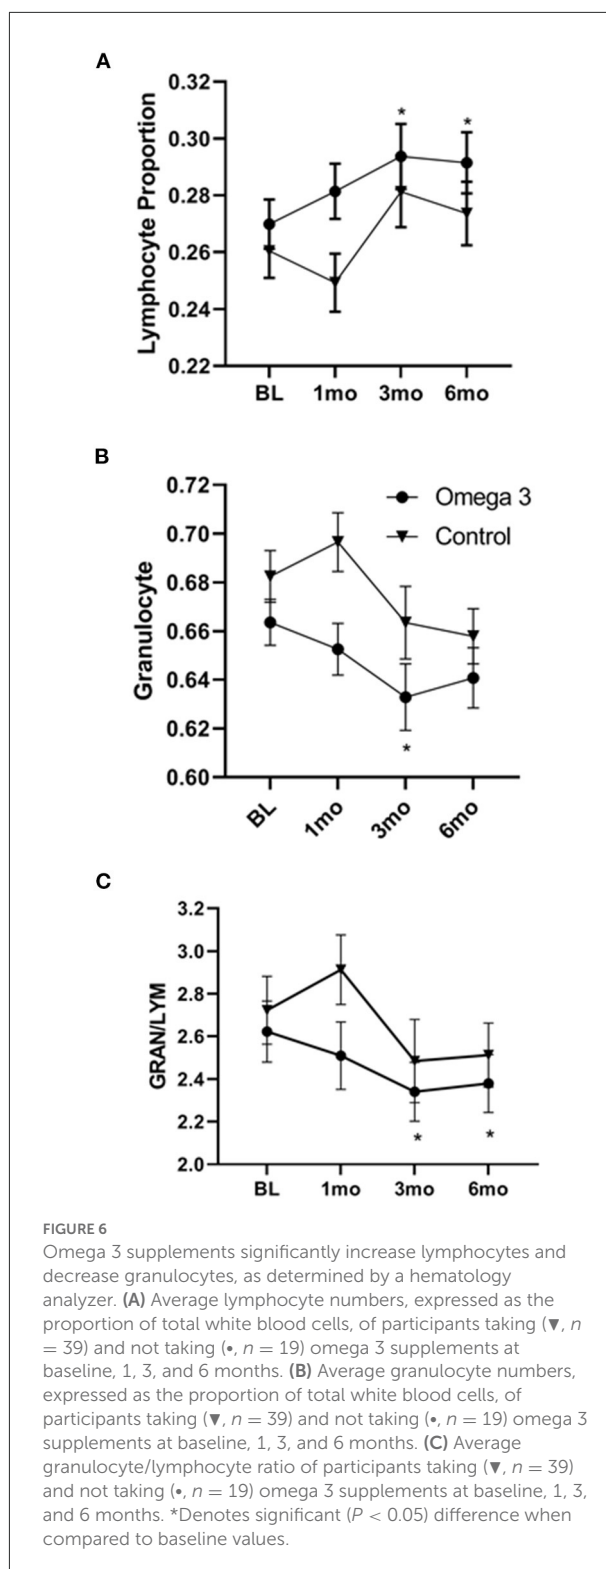 A
0.32
0.30
0.28
0.26
0.24
0.22
Lymphocyte Proportion
*
*
BL 1mo 3mo 6mo
B
0.72
0.70
0.68
0.66
0.64
0.62
0.60
Granulocyte
Omega 3
Control
*
BL 1mo 3mo 6mo
C
3.2
3.0
2.8
2.6
2.4
2.2
2.0
GRAN/LYM
*
*
BL 1mo 3mo 6mo
FIGURE 6
Omega 3 supplements significantly increase lymphocytes and
decrease granulocytes, as determined by a hematology
analyzer. (A) Average lymphocyte numbers, expressed as the
proportion of total white blood cells, of participants taking (▼, n
= 39) and not taking (•, n = 19) omega 3 supplements at
baseline, 1, 3, and 6 months. (B) Average granulocyte numbers,
expressed as the proportion of total white blood cells, of
participants taking (▼, n = 39) and not taking (•, n = 19) omega 3
supplements at baseline, 1, 3, and 6 months. (C) Average
granulocyte/lymphocyte ratio of participants taking (▼, n = 39)
and not taking (•, n = 19) omega 3 supplements at baseline, 1, 3,
and 6 months. *Denotes significant (P < 0.05) difference when
compared to baseline values.